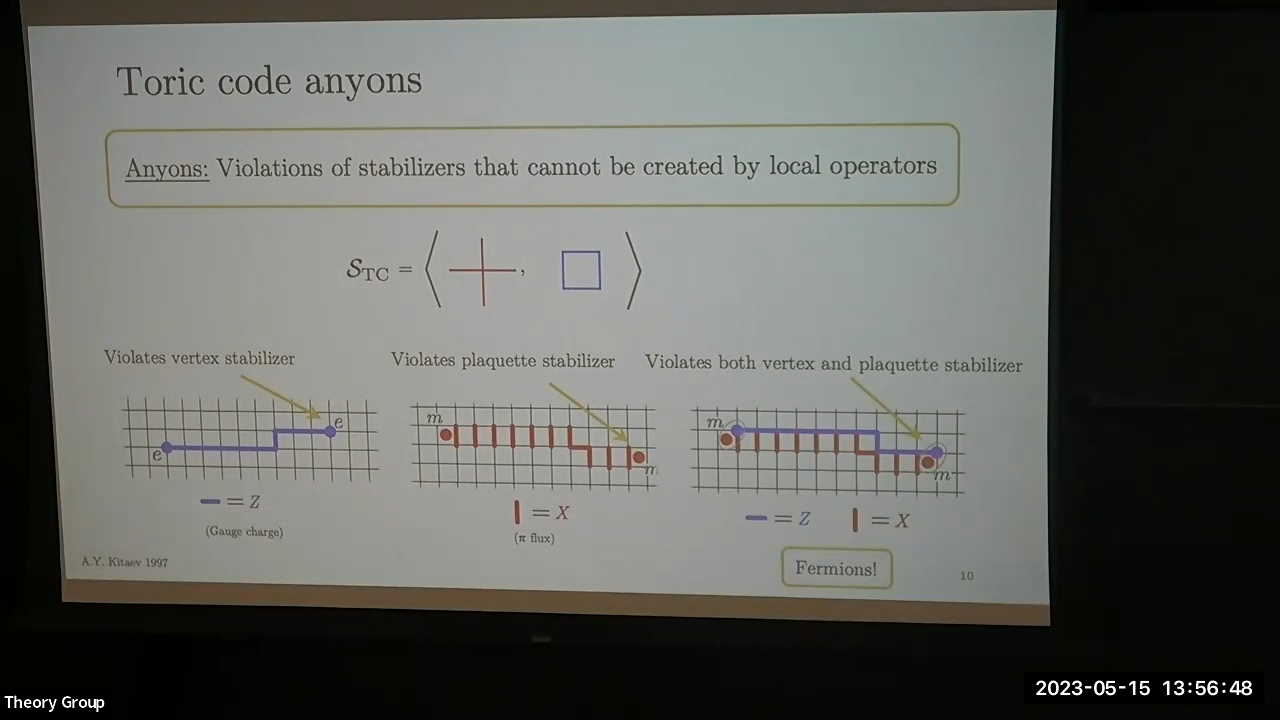 Toric code anyons
Anyons: Violations of stabilizers that cannot be created by local operators
𝒮TC = ⟨ , ⟩
Violates vertex stabilizer
Violates plaquette stabilizer
Violates both vertex and plaquette stabilizer
e
e
m
m
m
m
= Z
(Gauge charge)
= X
(π flux)
= Z
= X
Fermions!
A.Y. Kitaev 1997
10
Theory Group
2023-05-15 13:56:48